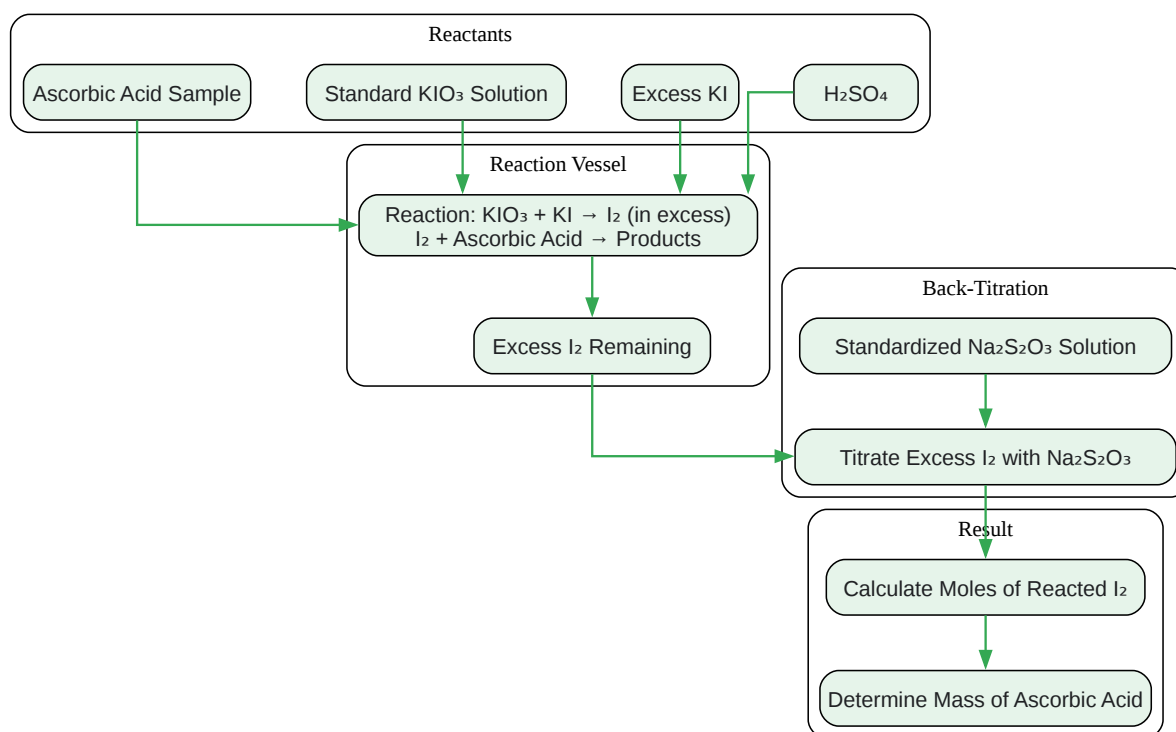 Reactants
Ascorbic Acid Sample
Standard KIO₃ Solution
Excess KI
H₂SO₄
Reaction Vessel
Reaction: KIO₃ + KI → I₂ (in excess)
I₂ + Ascorbic Acid → Products
Excess I₂ Remaining
Back-Titration
Standardized Na₂S₂O₃ Solution
Titrate Excess I₂ with Na₂S₂O₃
Result
Calculate Moles of Reacted I₂
Determine Mass of Ascorbic Acid